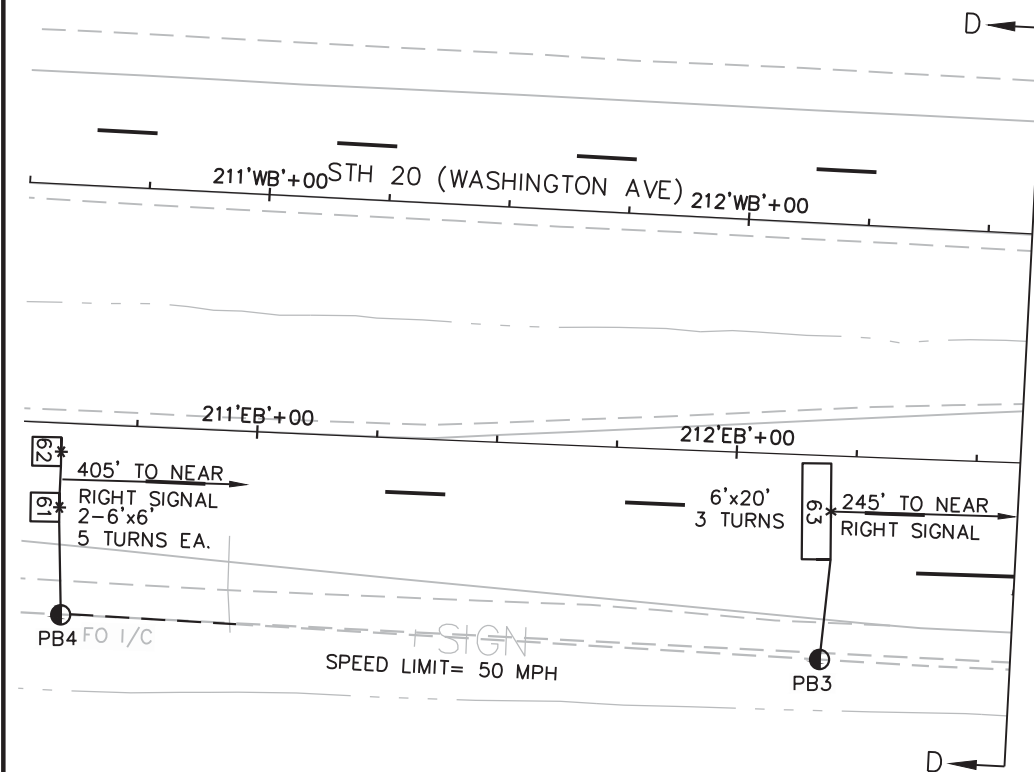 D
211'WB'+00
STH 20 (WASHINGTON AVE)
212'WB'+00
211'EB'+00
212'EB'+00
62
405' TO NEAR
RIGHT SIGNAL
61
2-6'x6'
5 TURNS EA.
6'x20'
3 TURNS
63
245' TO NEAR
RIGHT SIGNAL
PB4
FO I/C
SIGN
SPEED LIMIT= 50 MPH
PB3
D